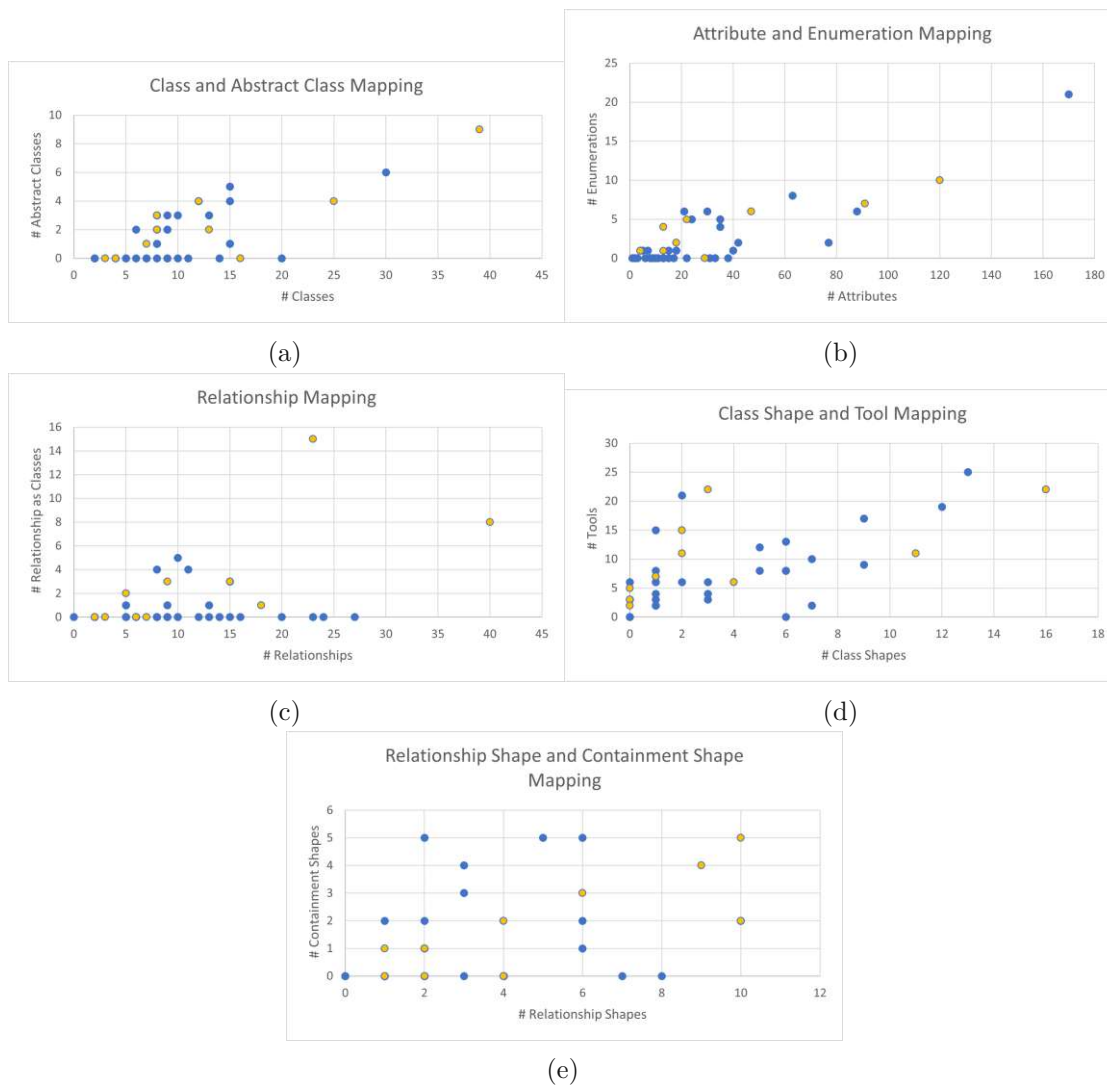 Class and Abstract Class Mapping
# Abstract Classes
10
8
6
4
2
0
0 5 10 15 20 25 30 35 40 45
# Classes
(a)
Attribute and Enumeration Mapping
# Enumerations
25
20
15
10
5
0
0 20 40 60 80 100 120 140 160 180
# Attributes
(b)
Relationship Mapping
# Relationship as Classes
16
14
12
10
8
6
4
2
0
0 5 10 15 20 25 30 35 40 45
# Relationships
(c)
Class Shape and Tool Mapping
# Tools
30
25
20
15
10
5
0
0 2 4 6 8 10 12 14 16 18
# Class Shapes
(d)
Relationship Shape and Containment Shape
Mapping
# Containment Shapes
6
5
4
3
2
1
0
0 2 4 6 8 10 12
# Relationship Shapes
(e)